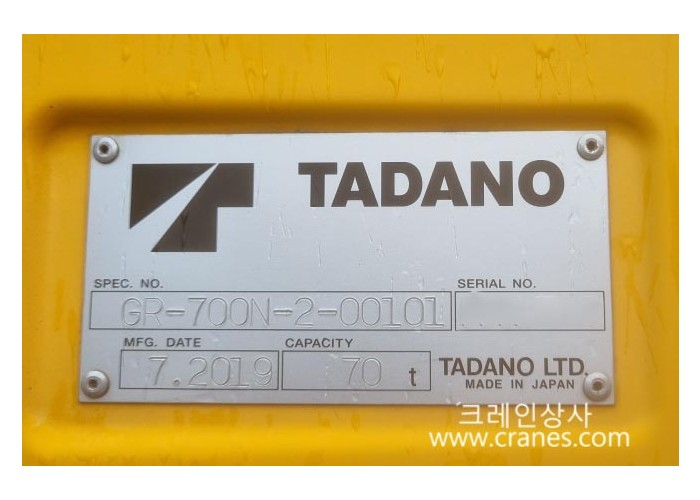 TADANO
SPEC. NO.
SERIAL NO.
GR-700N-2-00101
....
MFG. DATE
CAPACITY
7.2019
70 t
TADANO LTD.
MADE IN JAPAN
크레인상사
www.cranes.com